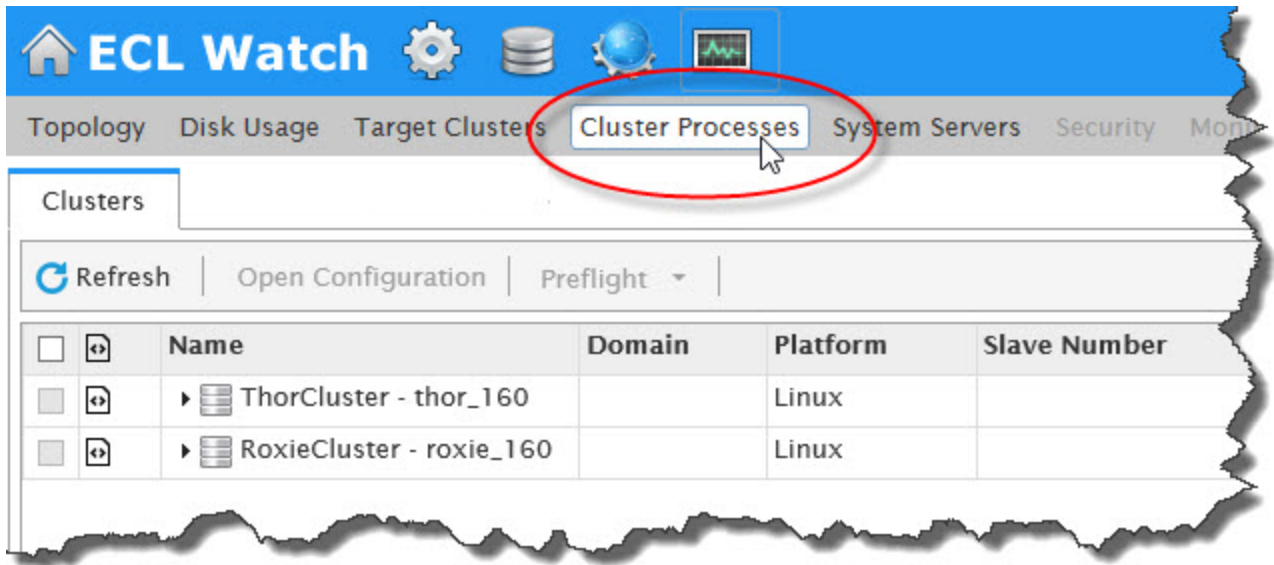 ECL Watch
Topology Disk Usage Target Clusters Cluster Processes System Servers Security
Clusters
Refresh Open Configuration Preflight
Name Domain Platform Slave Number
ThorCluster - thor_160 Linux
RoxieCluster - roxie_160 Linux